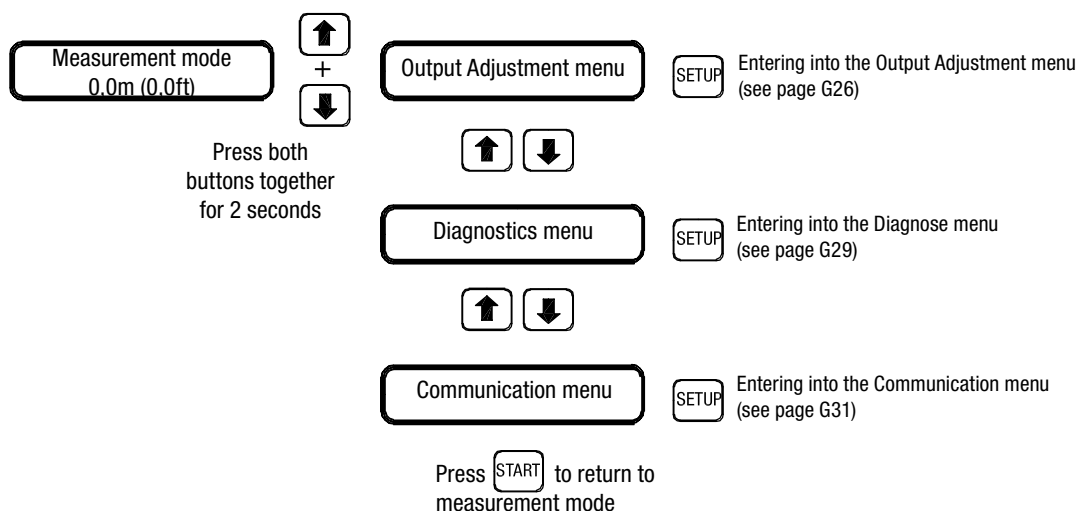 Measurement mode
0.0m (0.0ft)
+
Press both
buttons together
for 2 seconds
Output Adjustment menu
SETUP
Entering into the Output Adjustment menu
(see page G26)
Diagnostics menu
SETUP
Entering into the Diagnose menu
(see page G29)
Communication menu
SETUP
Entering into the Communication menu
(see page G31)
Press START to return to
measurement mode